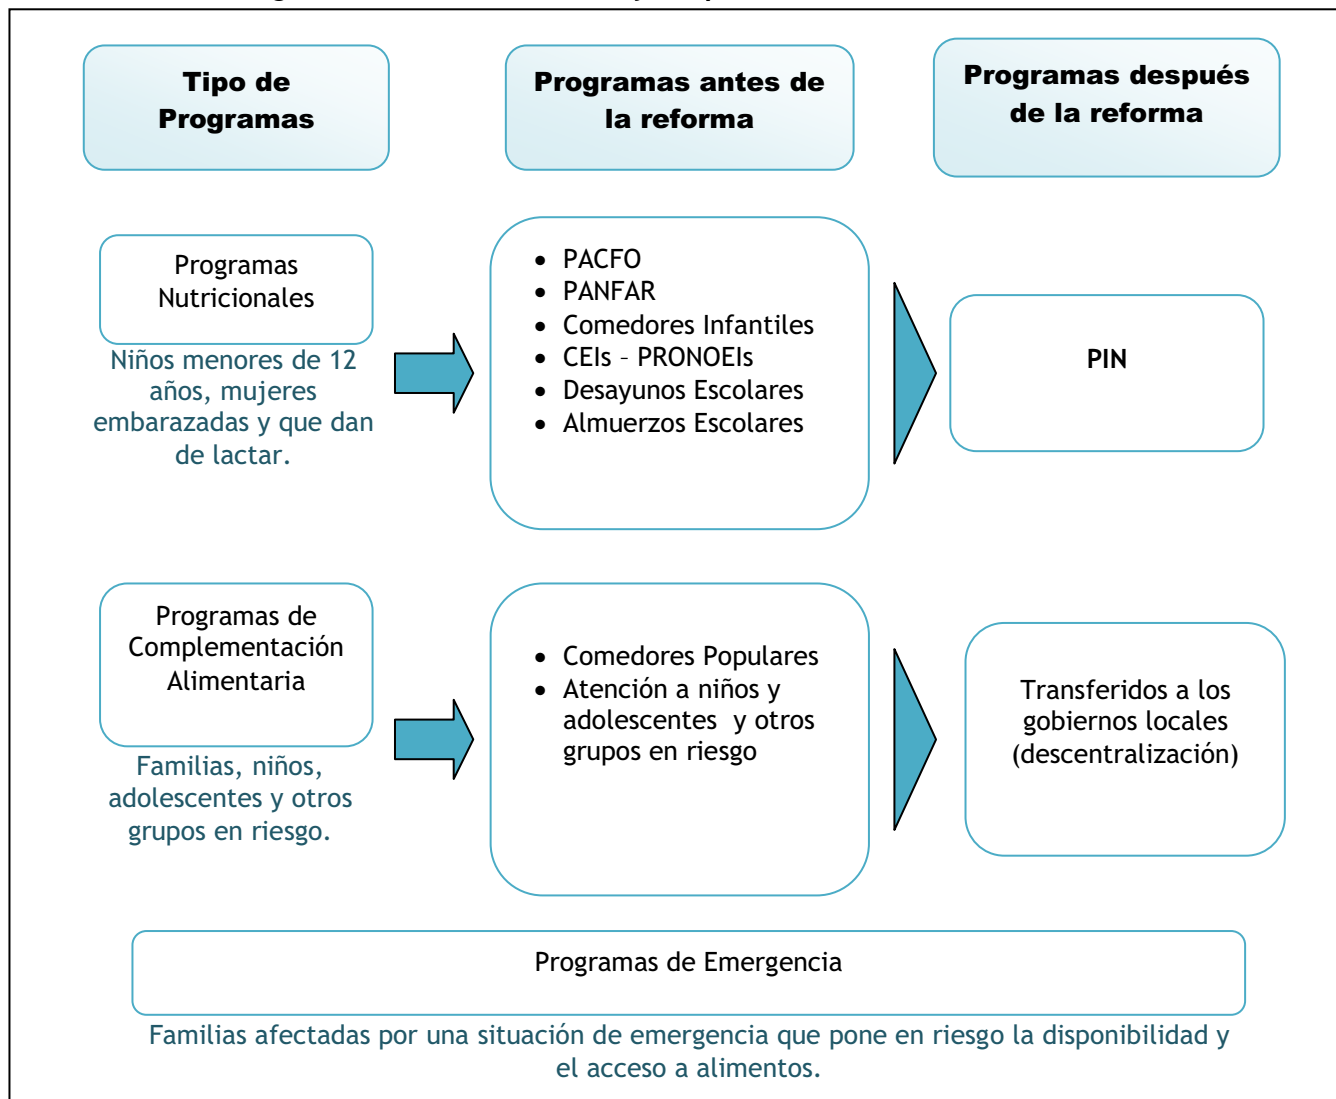 Tipo de
Programas
Programas antes de
la reforma
Programas después
de la reforma
Programas
Nutricionales
Niños menores de 12
años, mujeres
embarazadas y que dan
de lactar.
• PACFO
• PANFAR
• Comedores Infantiles
• CEIs – PRONOEIs
• Desayunos Escolares
• Almuerzos Escolares
PIN
Programas de
Complementación
Alimentaria
Familias, niños,
adolescentes y otros
grupos en riesgo.
• Comedores Populares
• Atención a niños y
adolescentes y otros
grupos en riesgo
Transferidos a los
gobiernos locales
(descentralización)
Programas de Emergencia
Familias afectadas por una situación de emergencia que pone en riesgo la disponibilidad y
el acceso a alimentos.